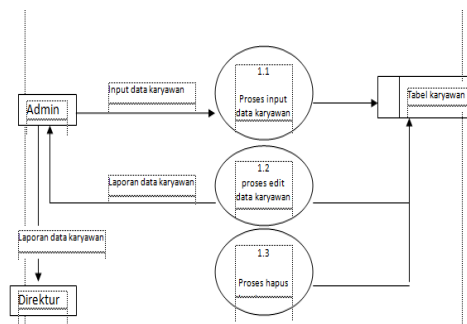 1.1
Input data karyawan
Proses input
data karyawan
Tabel karyawan
Admin
1.2
Laporan data karyawan
proses edit
data karyawan
Laporan data karyawan
1.3
Proses hapus
Direktur